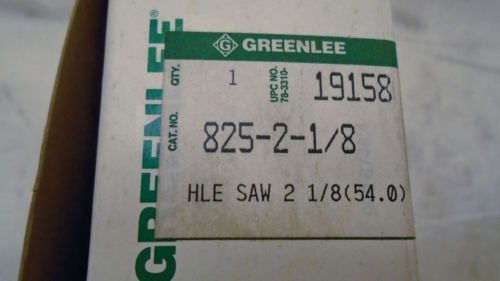 GREENLEE
GREENLEE
QTY. 1
UPC NO. 78-3310- 19158
CAT. NO. 825-2-1/8
HLE SAW 2 1/8(54.0)